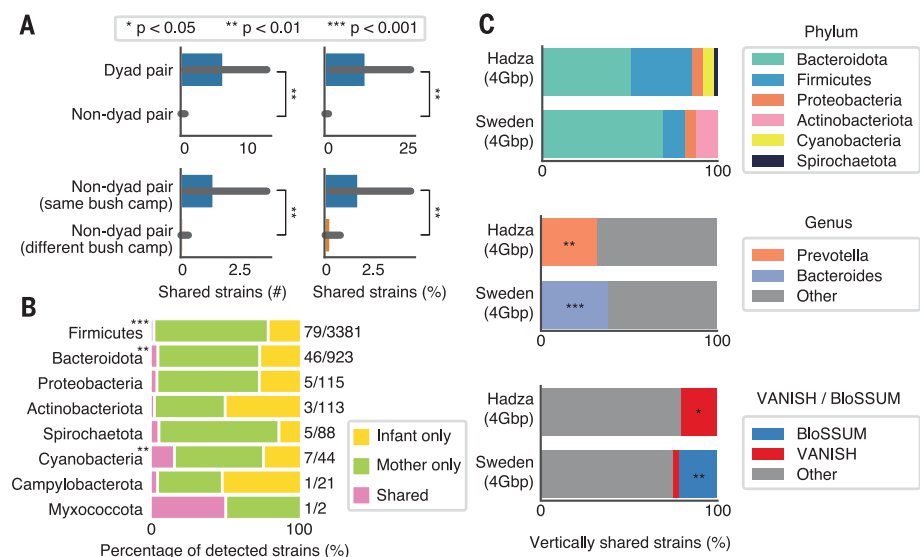 A
* p < 0.05 ** p < 0.01 *** p < 0.001
Dyad pair
Non-dyad pair
**
**
0 10
0 25
Non-dyad pair
(same bush camp)
Non-dyad pair
(different bush camp)
**
**
0 2.5
0 2.5
Shared strains (#)
Shared strains (%)
B
Firmicutes*** 79/3381
Bacteroidota** 46/923
Proteobacteria 5/115
Actinobacteriota 3/113
Spirochaetota 5/88
Cyanobacteria** 7/44
Campylobacterota 1/21
Myxococcota 1/2
0 100
Percentage of detected strains (%)
Infant only
Mother only
Shared
C
Hadza
(4Gbp)
Sweden
(4Gbp)
0 100
Phylum
Bacteroidota
Firmicutes
Proteobacteria
Actinobacteriota
Cyanobacteria
Spirochaetota
Hadza
(4Gbp)
**
Sweden
(4Gbp)
***
0 100
Genus
Prevotella
Bacteroides
Other
Hadza
(4Gbp)
*
Sweden
(4Gbp)
**
0 100
Vertically shared strains (%)
VANISH / BloSSUM
BloSSUM
VANISH
Other